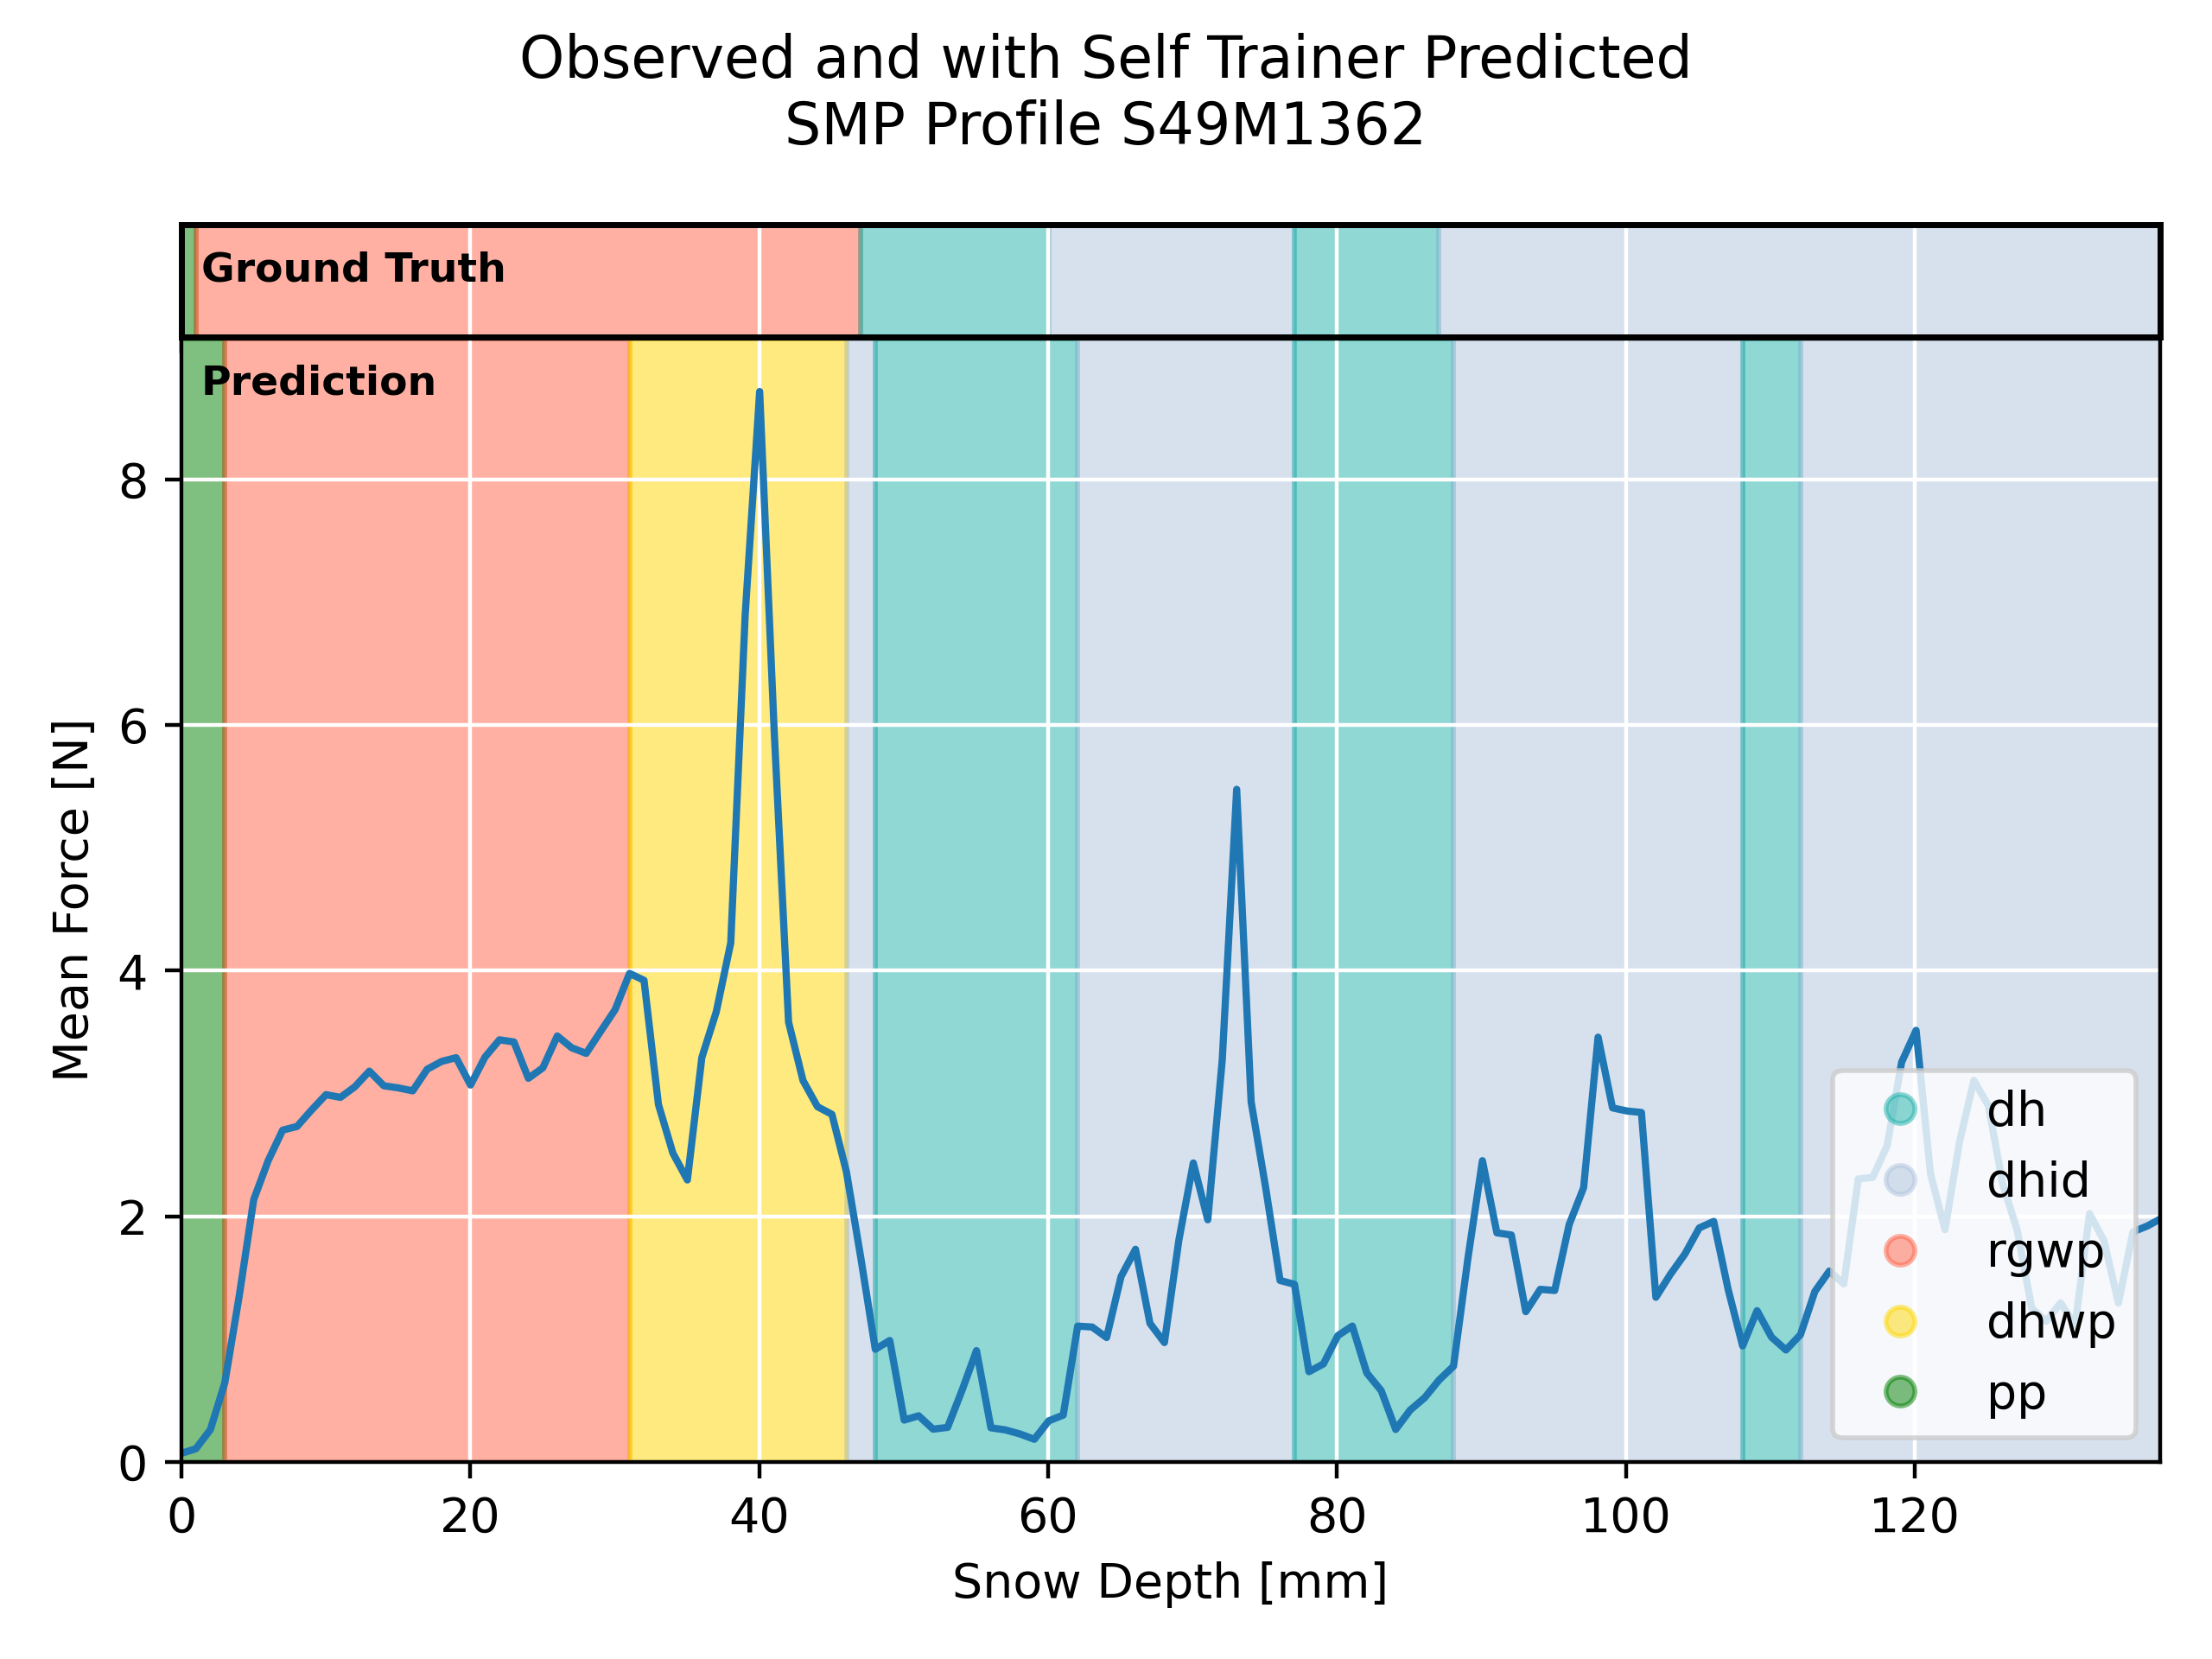 Observed and with Self Trainer Predicted
SMP Profile S49M1362
Ground Truth
Prediction
8
6
4
2
0
Mean Force [N]
dh
dhid
rgwp
dhwp
pp
0 20 40 60 80 100 120
Snow Depth [mm]